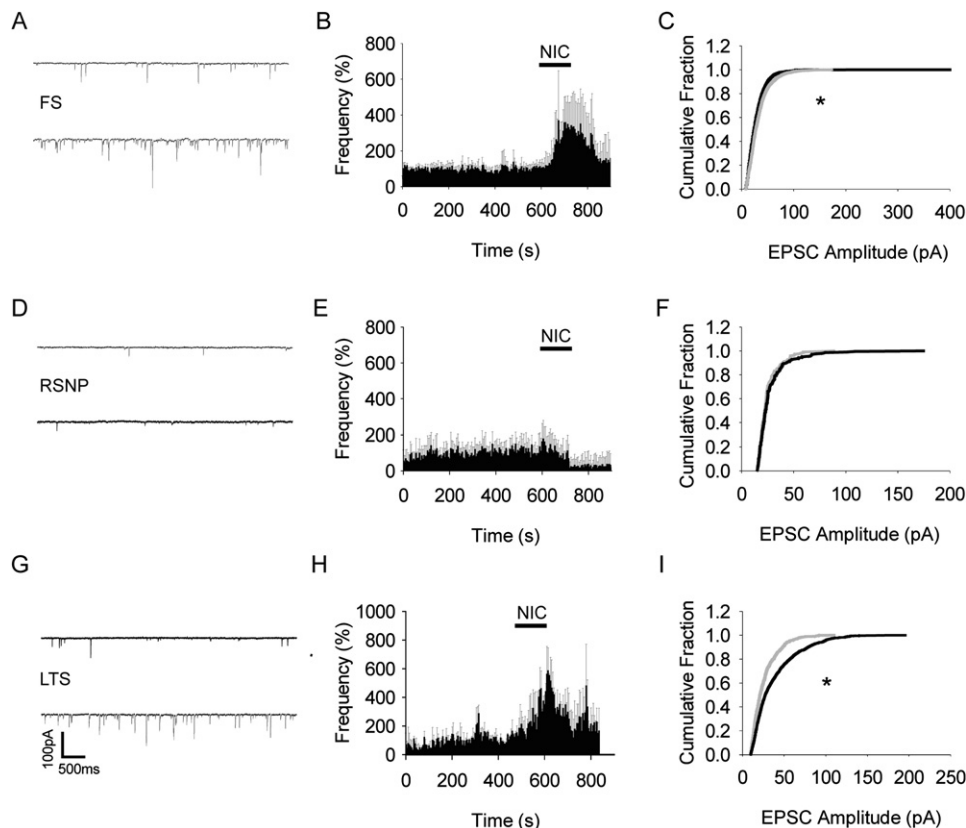 A
FS
B
Frequency (%)
800
600
400
200
0
NIC
0 200 400 600 800
Time (s)
C
Cumulative Fraction
1.2
1.0
0.8
0.6
0.4
0.2
0.0
*
0 100 200 300 400
EPSC Amplitude (pA)
D
RSNP
E
Frequency (%)
800
600
400
200
0
NIC
0 200 400 600 800
Time (s)
F
Cumulative Fraction
1.2
1.0
0.8
0.6
0.4
0.2
0.0
0 50 100 150 200
EPSC Amplitude (pA)
G
LTS
100pA
500ms
H
Frequency (%)
1000
800
600
400
200
0
NIC
0 200 400 600 800
Time (s)
I
Cumulative Fraction
1.2
1.0
0.8
0.6
0.4
0.2
0.0
*
0 50 100 150 200 250
EPSC Amplitude (pA)